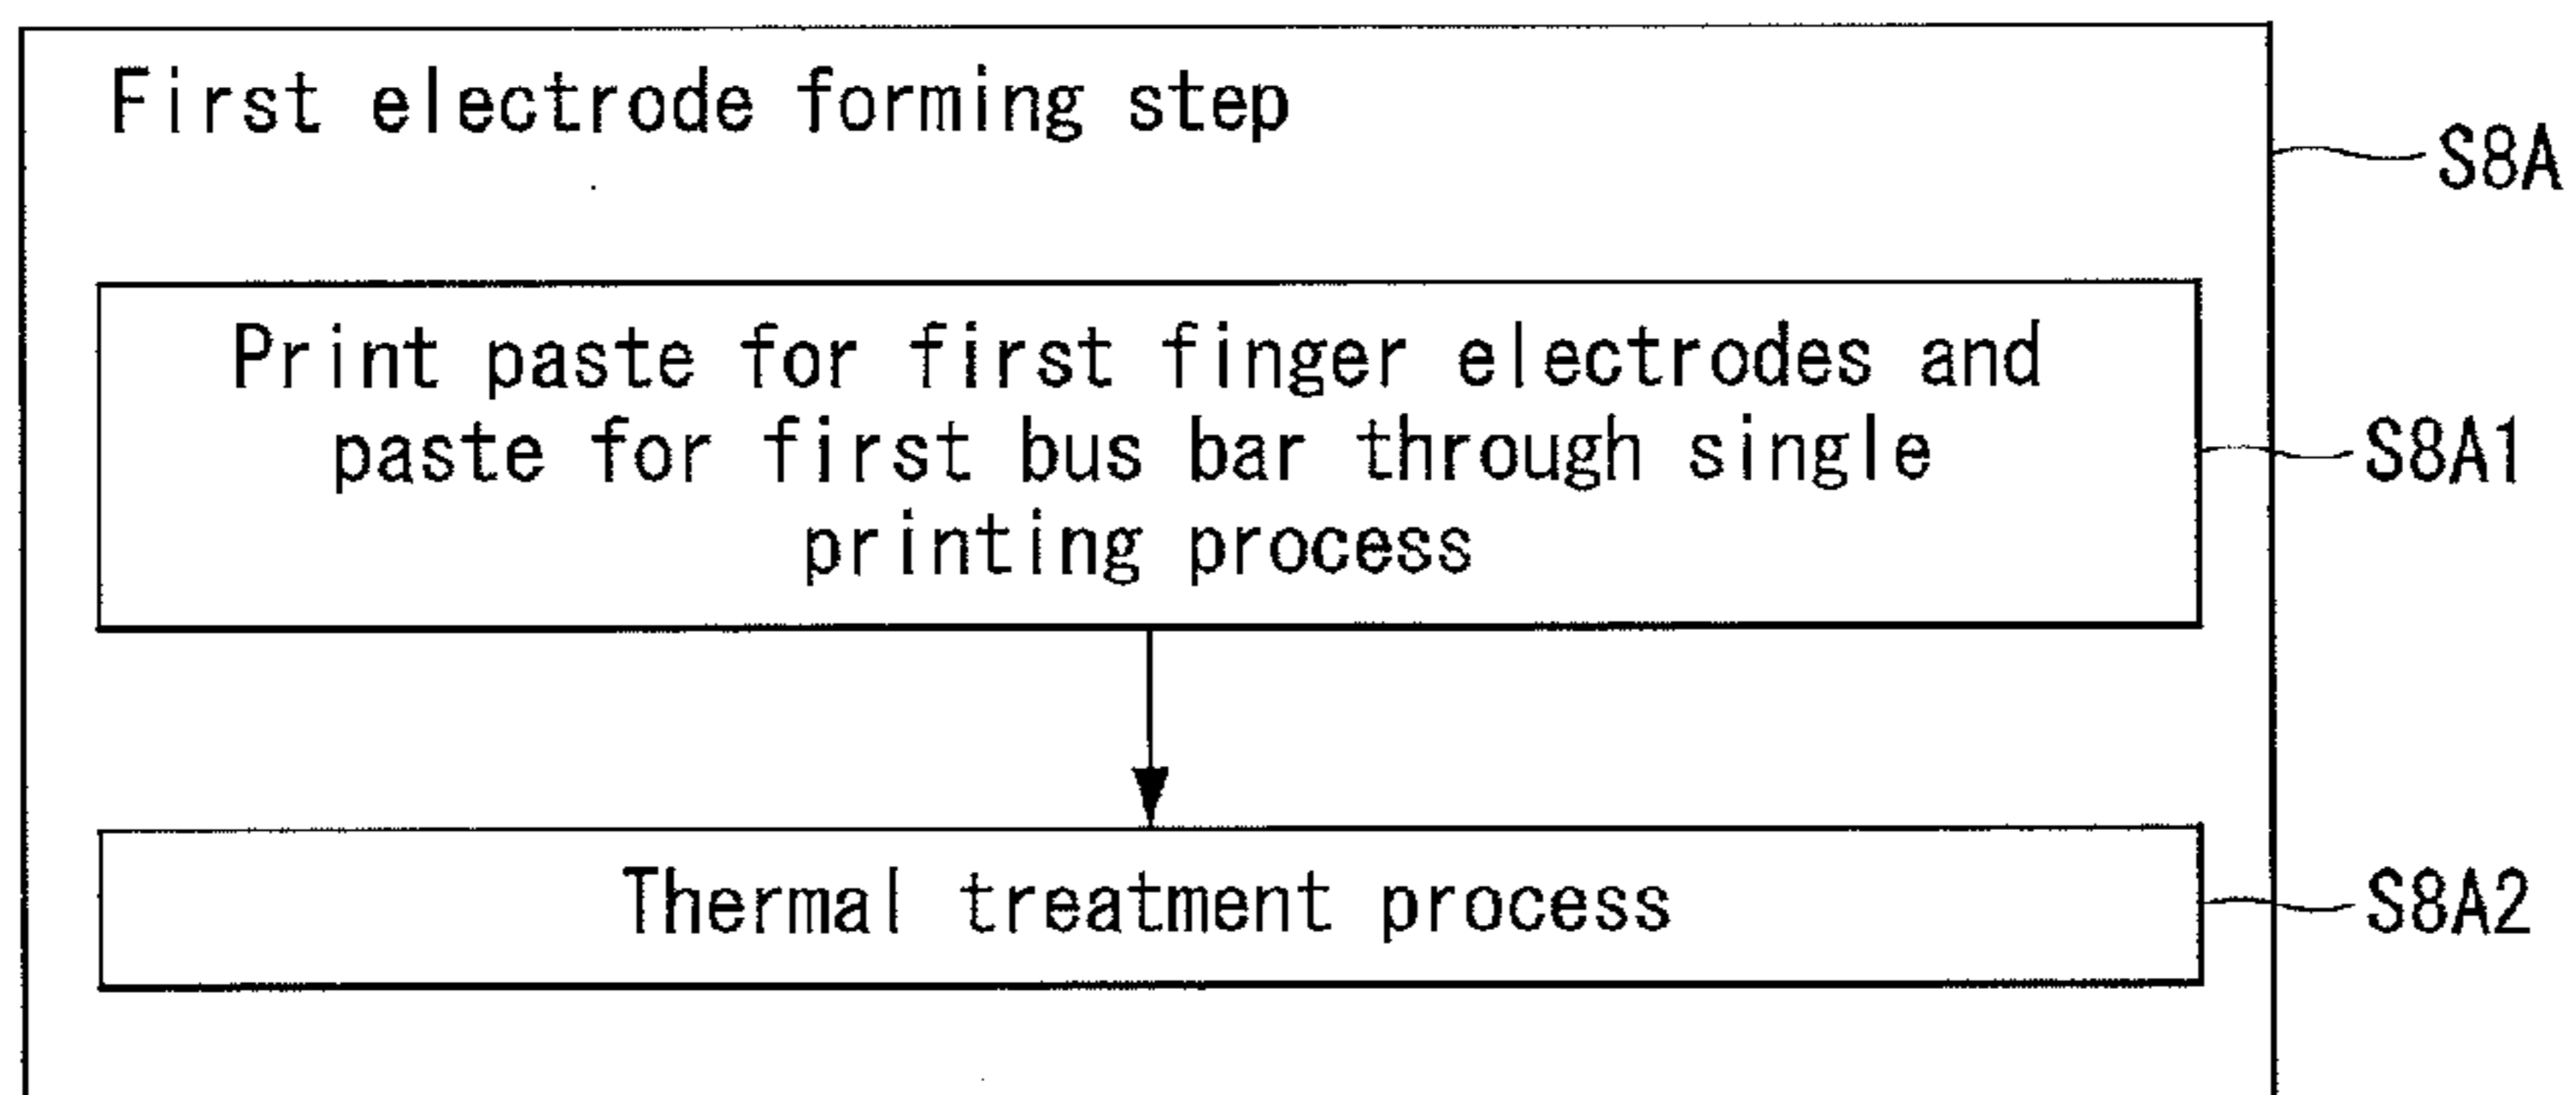 First electrode forming step
S8A
Print paste for first finger electrodes and
paste for first bus bar through single
printing process
S8A1
Thermal treatment process
S8A2